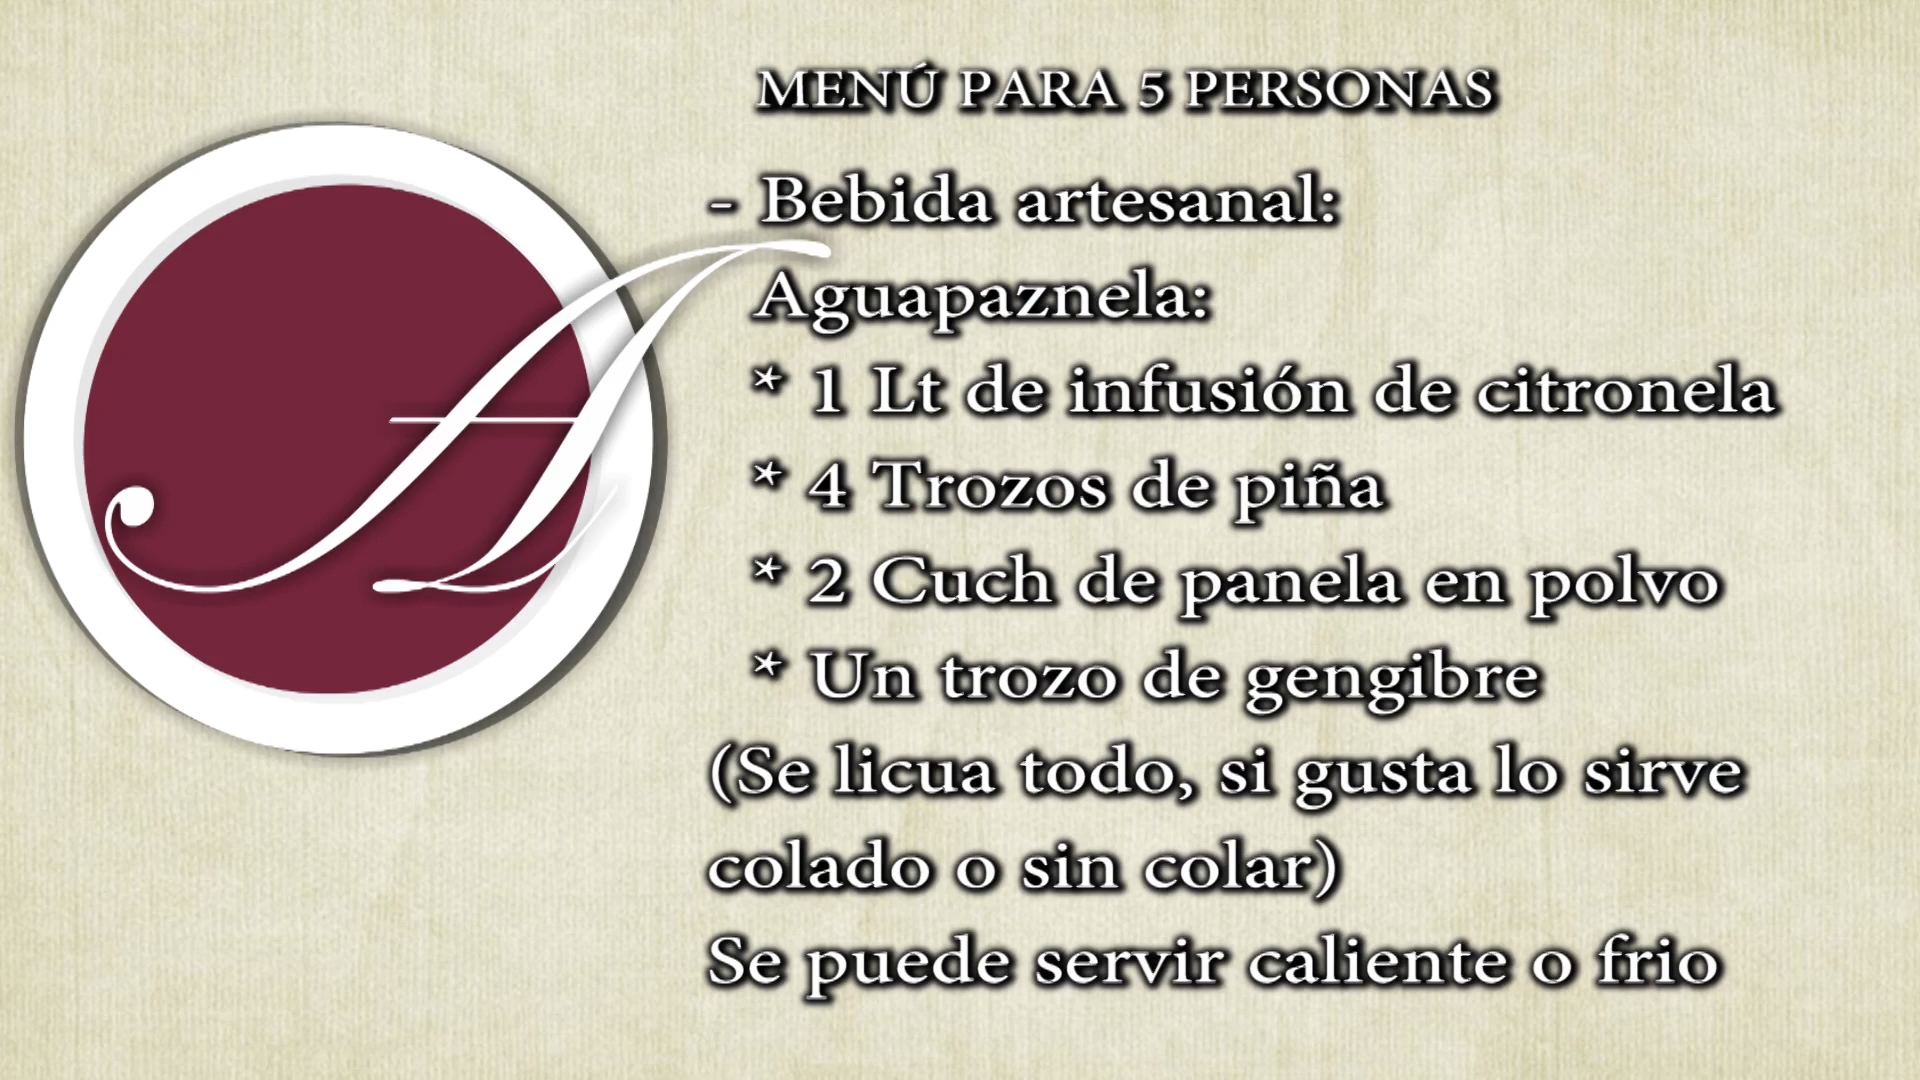 MENÚ PARA 5 PERSONAS
- Bebida artesanal:
Aguapaznela:
* 1 Lt de infusión de citronela
* 4 Trozos de piña
* 2 Cuch de panela en polvo
* Un trozo de gengibre
(Se licua todo, si gusta lo sirve
colado o sin colar)
Se puede servir caliente o frio
A